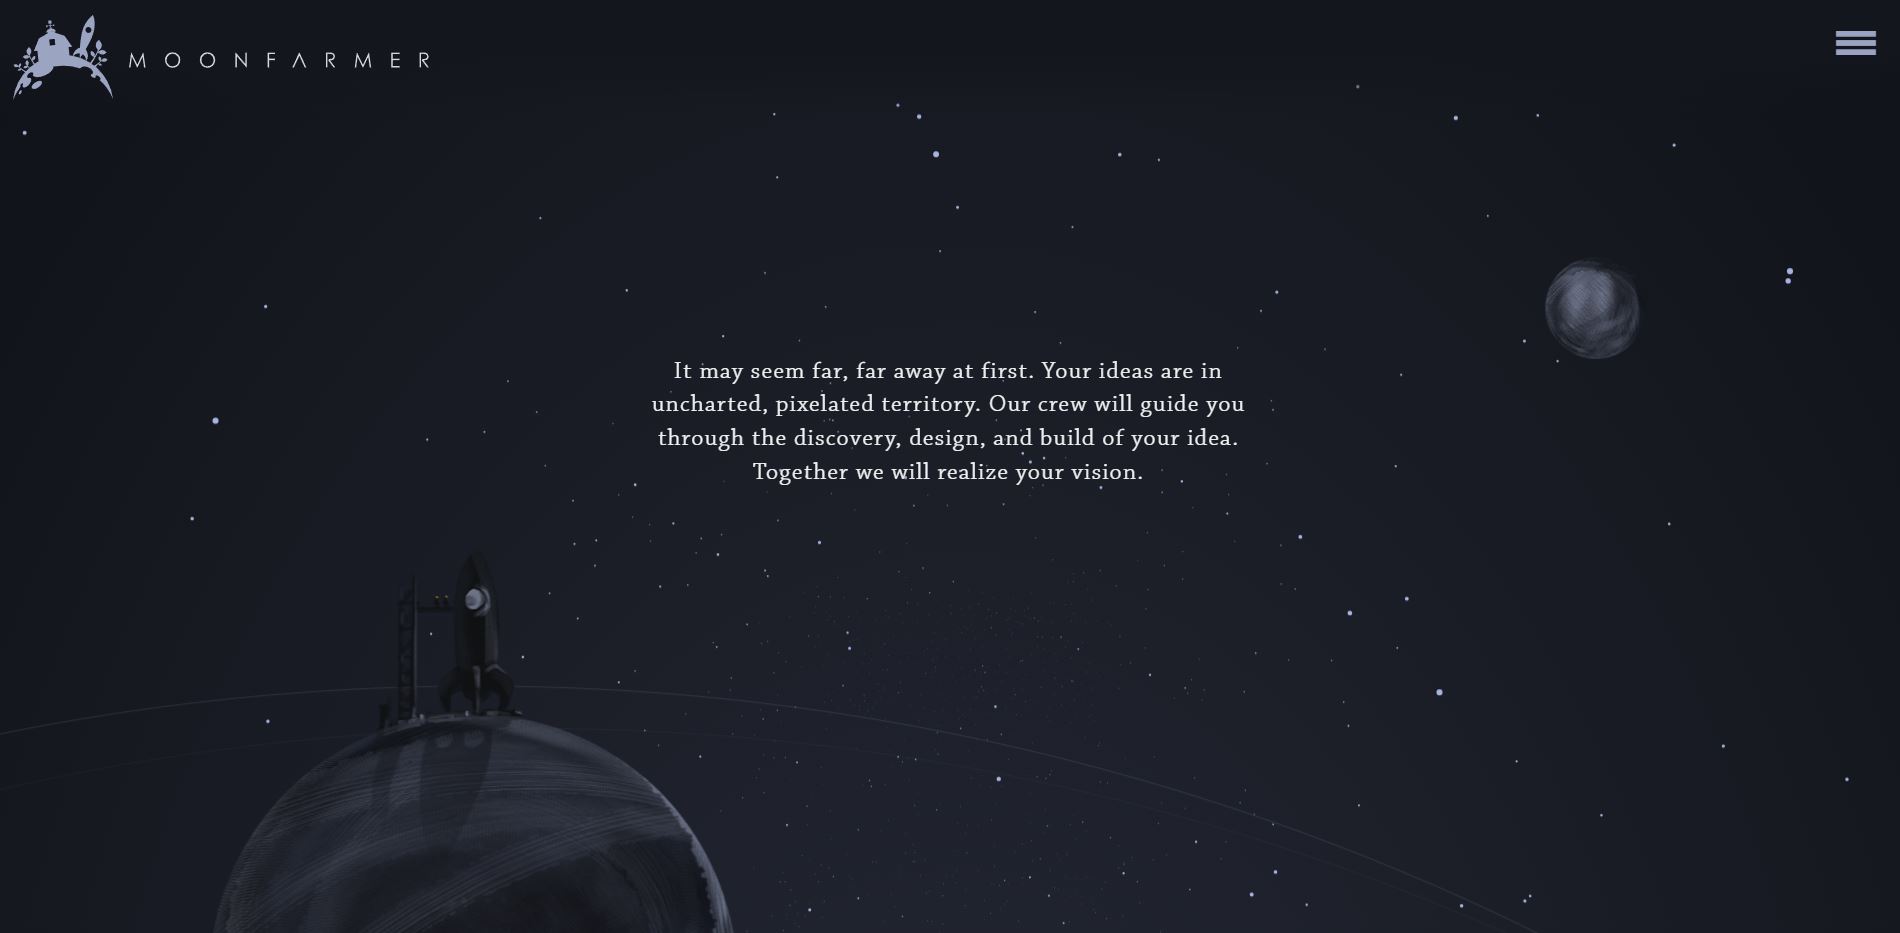 MOONFARMER
It may seem far, far away at first. Your ideas are in
uncharted, pixelated territory. Our crew will guide you
through the discovery, design, and build of your idea.
Together we will realize your vision.